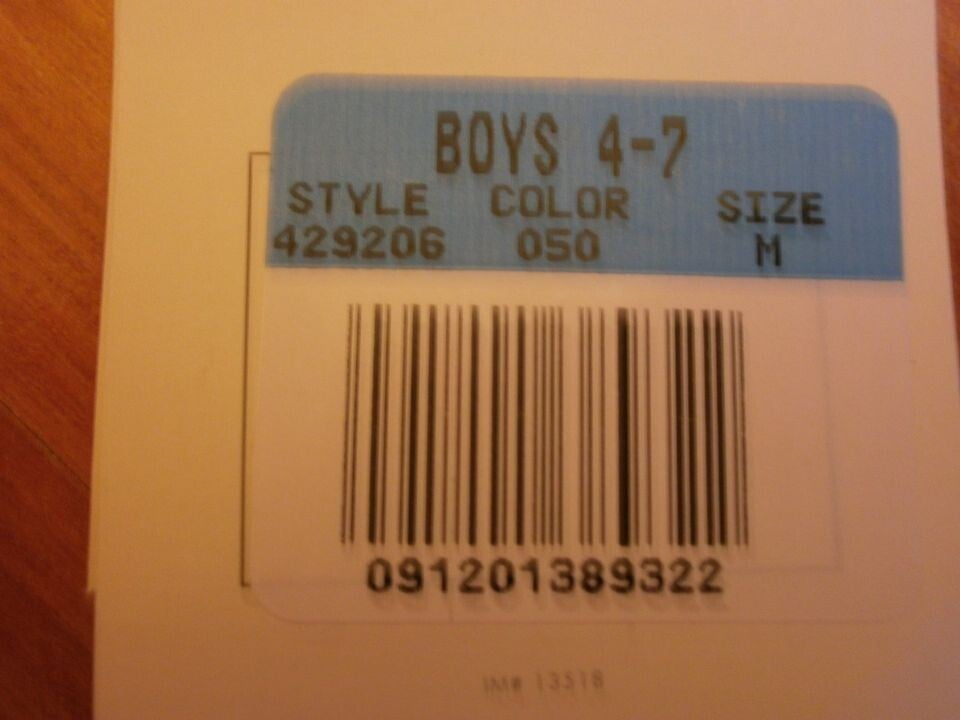 BOYS 4-7
STYLE COLOR SIZE
429206 050 M
091201389322
IM# 13518